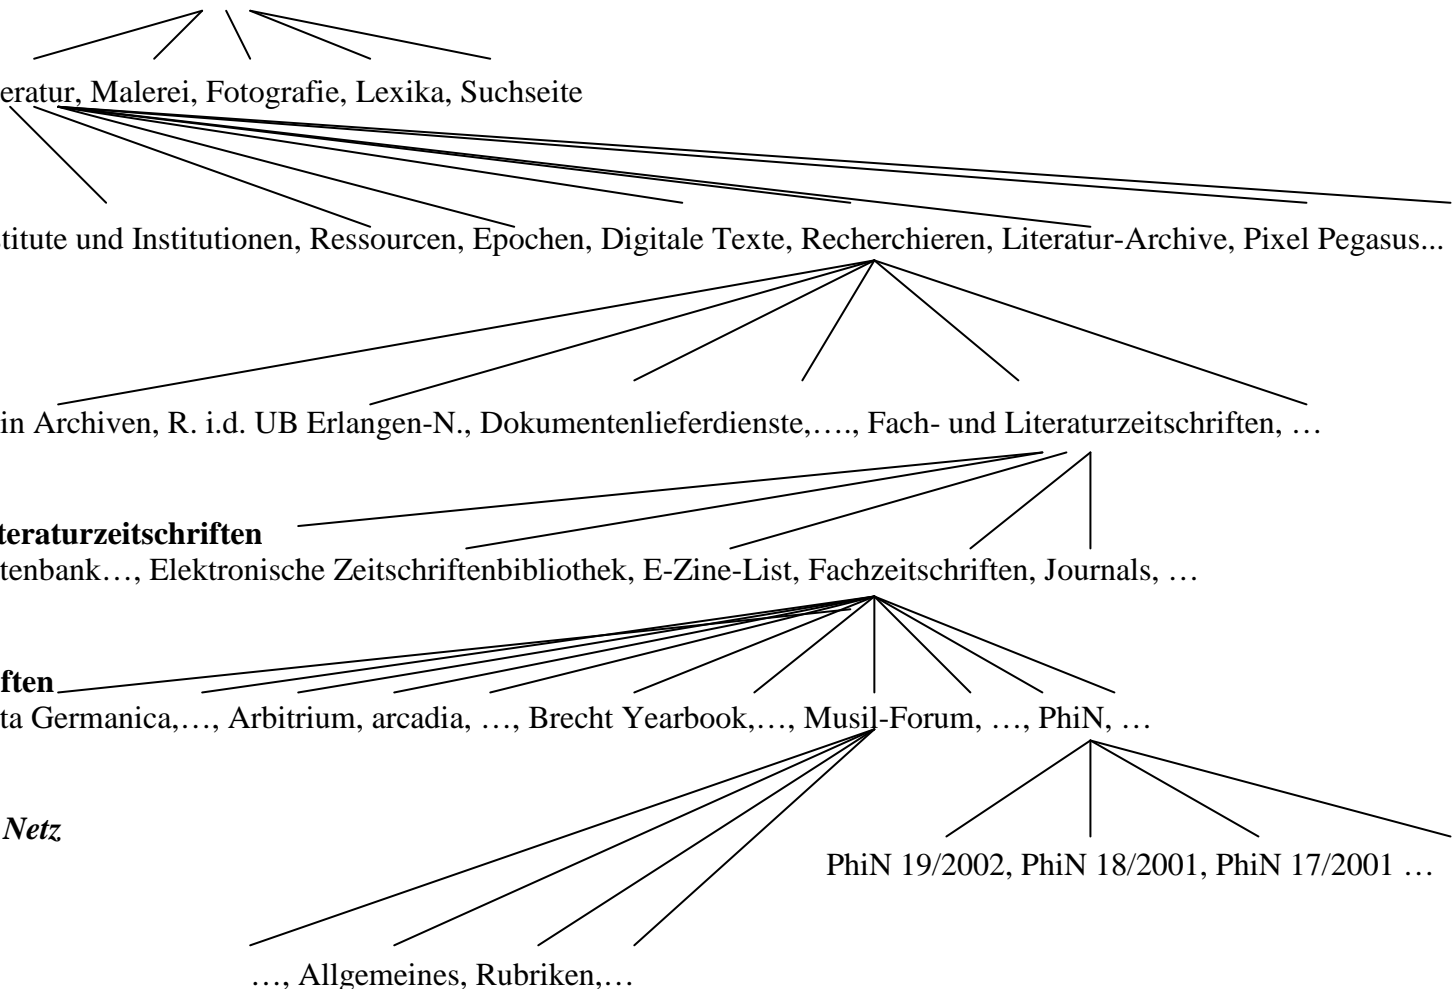 eratur, Malerei, Fotografie, Lexika, Suchseite
titute und Institutionen, Ressourcen, Epochen, Digitale Texte, Recherchieren, Literatur-Archive, Pixel Pegasus...
in Archiven, R. i.d. UB Erlangen-N., Dokumentenlieferdienste,…., Fach- und Literaturzeitschriften, …
teraturzeitschriften
tenbank…, Elektronische Zeitschriftenbibliothek, E-Zine-List, Fachzeitschriften, Journals, …
ften
ta Germanica,…, Arbitrium, arcadia, …, Brecht Yearbook,…, Musil-Forum, …, PhiN, …
Netz
PhiN 19/2002, PhiN 18/2001, PhiN 17/2001 …
…, Allgemeines, Rubriken,…